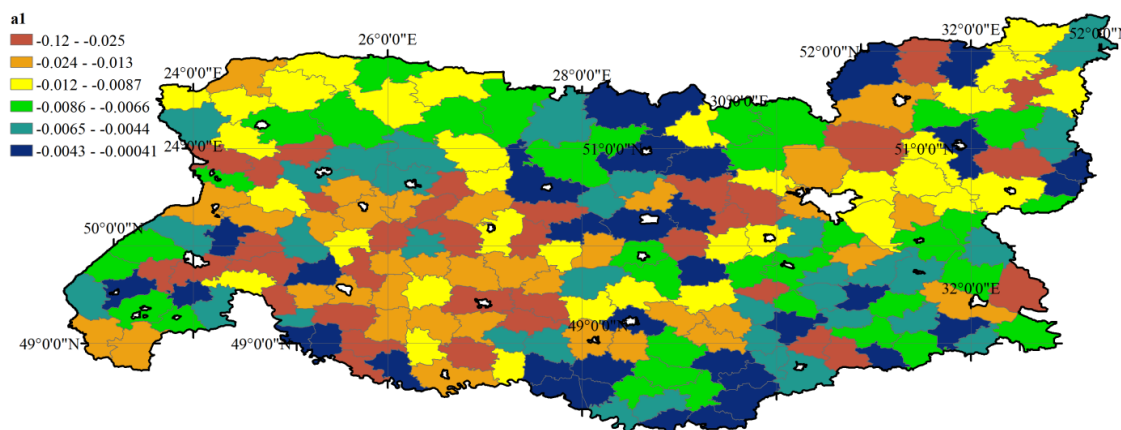 a1
-0.12 - -0.025
-0.024 - -0.013
-0.012 - -0.0087
-0.0086 - -0.0066
-0.0065 - -0.0044
-0.0043 - -0.00041
32°0'0"E
52°0'0"N
52°0'0"N
26°0'0"E
24°0'0"E
28°0'0"E
30°0'0"E
24°0'0"E
51°0'0"N
51°0'0"N
50°0'0"N
32°0'0"E
49°0'0"N
49°0'0"N
49°0'0"N